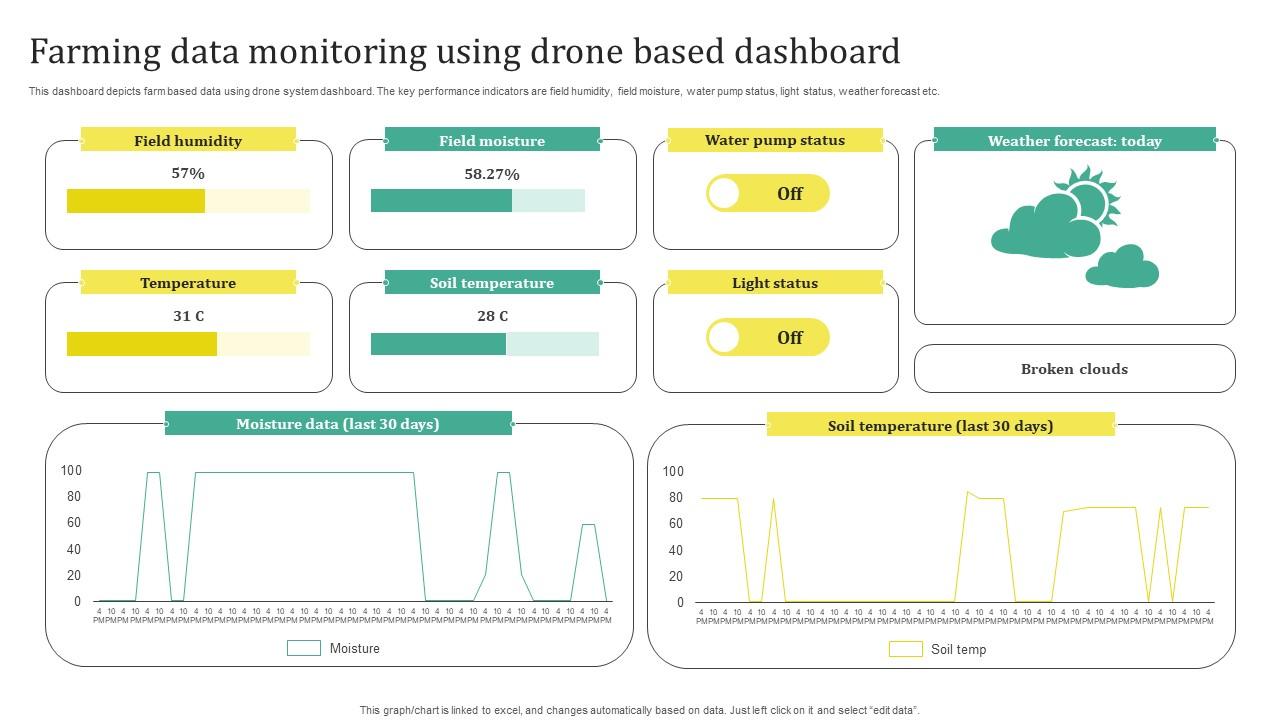 Farming data monitoring using drone based dashboard
This dashboard depicts farm based data using drone system dashboard. The key performance indicators are field humidity, field moisture, water pump status, light status, weather forecast etc.
Field humidity
57%
Field moisture
58.27%
Water pump status
Off
Weather forecast: today
Temperature
31 C
Soil temperature
28 C
Light status
Off
Broken clouds
Moisture data (last 30 days)
100
80
60
40
20
0
4 10 4 10 4 10 4 10 4 10 4 10 4 10 4 10 4 10 4 10 4 10 4 10 4 10 4 10 4 10 4 10 4 10 4 10 4 10 4 10 4 10 4
PM PM PM PM PM PM PM PM PM PM PM PM PM PM PM PM PM PM PM PM PM PM PM PM PM PM PM PM PM PM PM PM PM PM PM PM PM PM PM PM PM PM PM
Moisture
Soil temperature (last 30 days)
100
80
60
40
20
0
4 10 4 10 4 10 4 10 4 10 4 10 4 10 4 10 4 10 4 10 4 10 4 10 4 10 4 10 4 10 4 10 4 10 4 10 4 10 4 10 4 10 4
PM PM PM PM PM PM PM PM PM PM PM PM PM PM PM PM PM PM PM PM PM PM PM PM PM PM PM PM PM PM PM PM PM PM PM PM PM PM PM PM PM PM PM
Soil temp
This graph/chart is linked to excel, and changes automatically based on data. Just left click on it and select “edit data”.